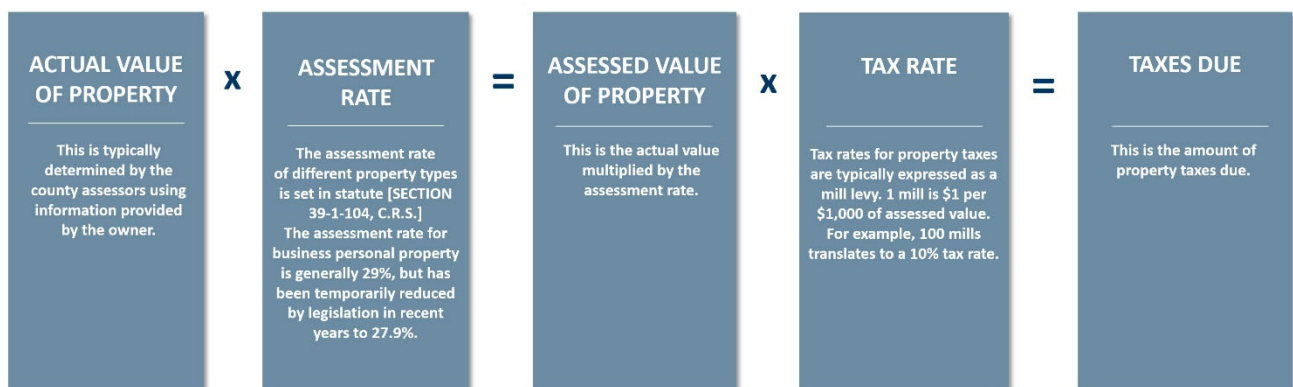 ACTUAL VALUE
OF PROPERTY
This is typically
determined by the
county assessors using
information provided
by the owner.
x
ASSESSMENT
RATE
The assessment rate
of different property types
is set in statute [SECTION
39-1-104, C.R.S.]
The assessment rate for
business personal property
is generally 29%, but has
been temporarily reduced
by legislation in recent
years to 27.9%.
=
ASSESSED VALUE
OF PROPERTY
This is the actual value
multiplied by the
assessment rate.
x
TAX RATE
Tax rates for property taxes
are typically expressed as a
mill levy. 1 mill is $1 per
$1,000 of assessed value.
For example, 100 mills
translates to a 10% tax rate.
=
TAXES DUE
This is the amount of
property taxes due.